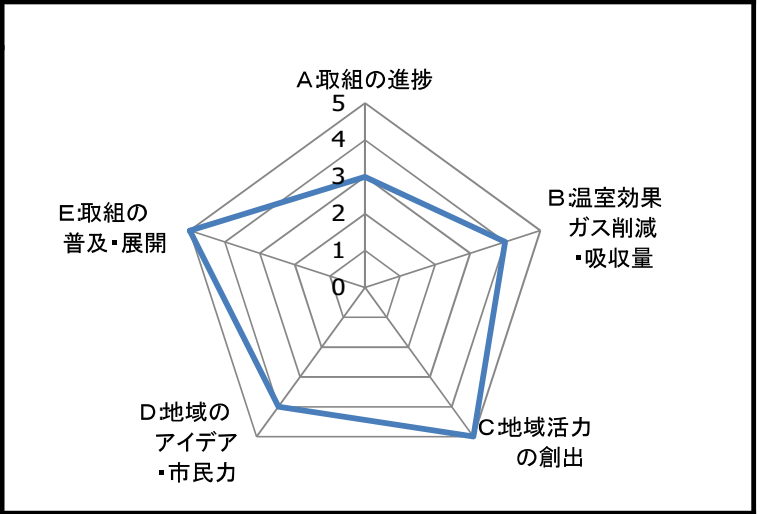 A:取組の進捗
5
4
3
2
1
0
B:温室効果
ガス削減
・吸収量
C:地域活力
の創出
D:地域の
アイデア
・市民力
E:取組の
普及・展開